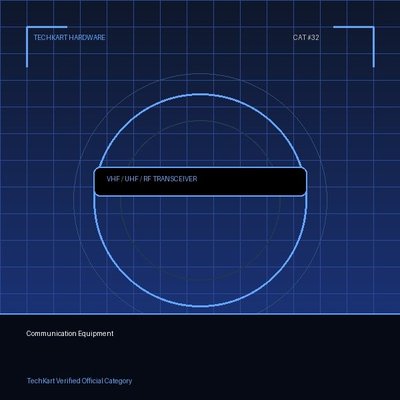 TECHKART HARDWARE
CAT #32
VHF / UHF / RF TRANSCEIVER
Communication Equipment
TechKart Verified Official Category